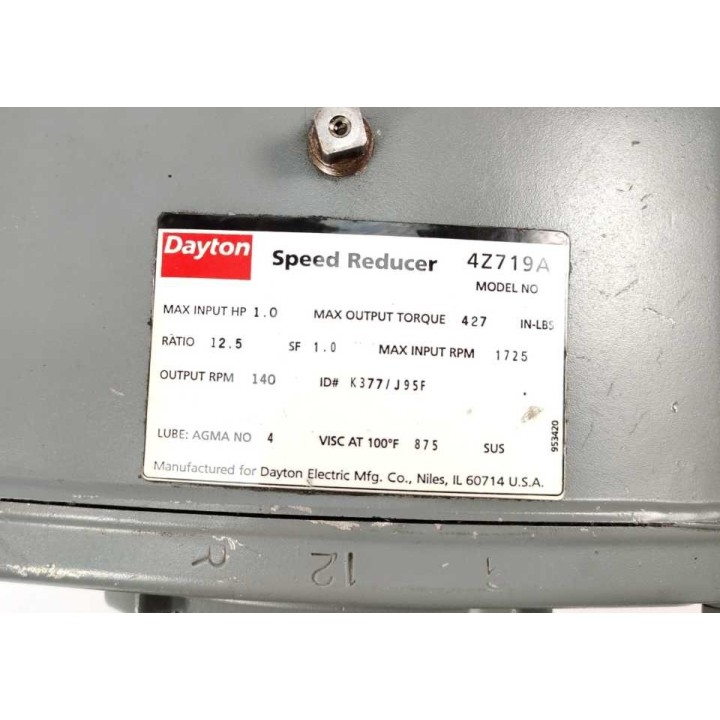 Dayton Speed Reducer 4Z719A
MODEL NO
MAX INPUT HP 1.0 MAX OUTPUT TORQUE 427 IN-LBS
RATIO 12.5 SF 1.0 MAX INPUT RPM 1725
OUTPUT RPM 140 ID# K377/J95F
LUBE: AGMA NO 4 VISC AT 100°F 875 SUS
Manufactured for Dayton Electric Mfg. Co., Niles, IL 60714 U.S.A.
953420
1 12 R